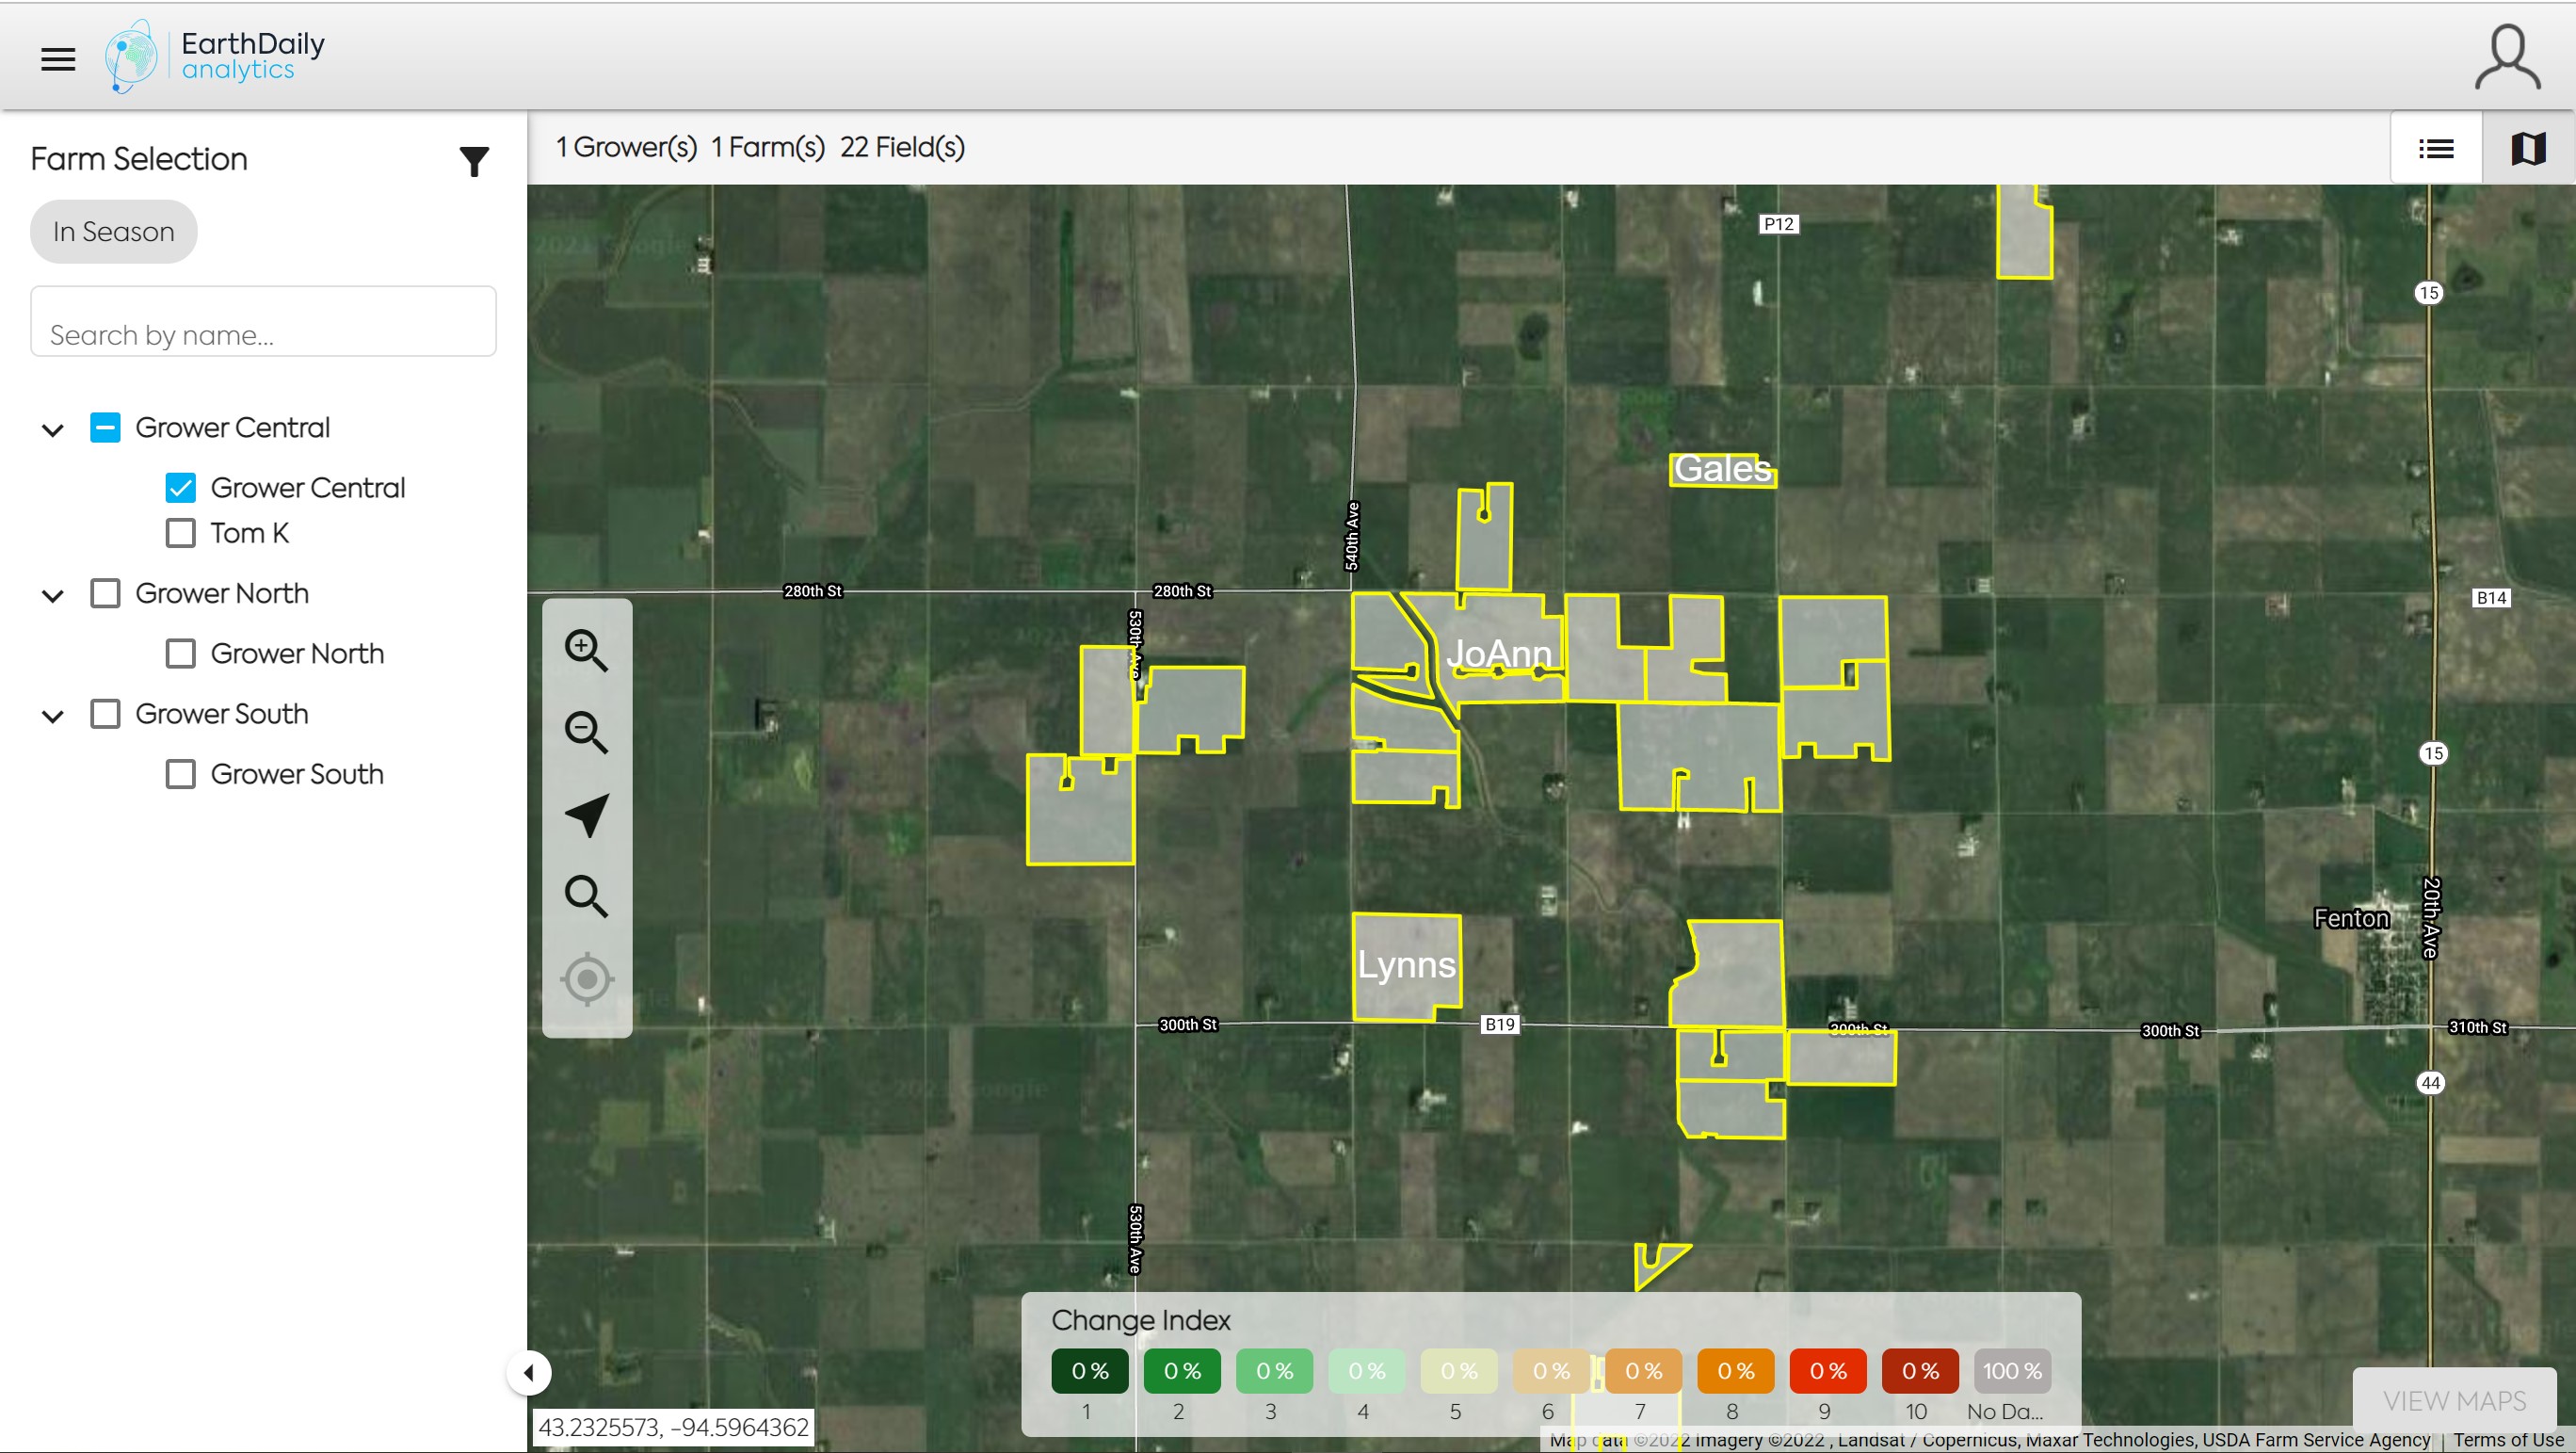 EarthDaily
analytics
Farm Selection
1 Grower(s) 1 Farm(s) 22 Field(s)
In Season
Search by name...
Grower Central
Grower Central
Tom K
Grower North
Grower North
Grower South
Grower South
P12
15
Gales
540th Ave
280th St
280th St
B14
530th Ave
JoAnn
15
Fenton
20th Ave
Lynns
300th St
B19
300th St
300th St
310th St
44
530th Ave
Change Index
0 % 0 % 0 % 0 % 0 % 0 % 0 % 0 % 0 % 0 % 100 %
1 2 3 4 5 6 7 8 9 10 No Da...
VIEW MAPS
43.2325573, -94.5964362
Map data ©2022 Imagery ©2022 , Landsat / Copernicus, Maxar Technologies, USDA Farm Service Agency | Terms of Use